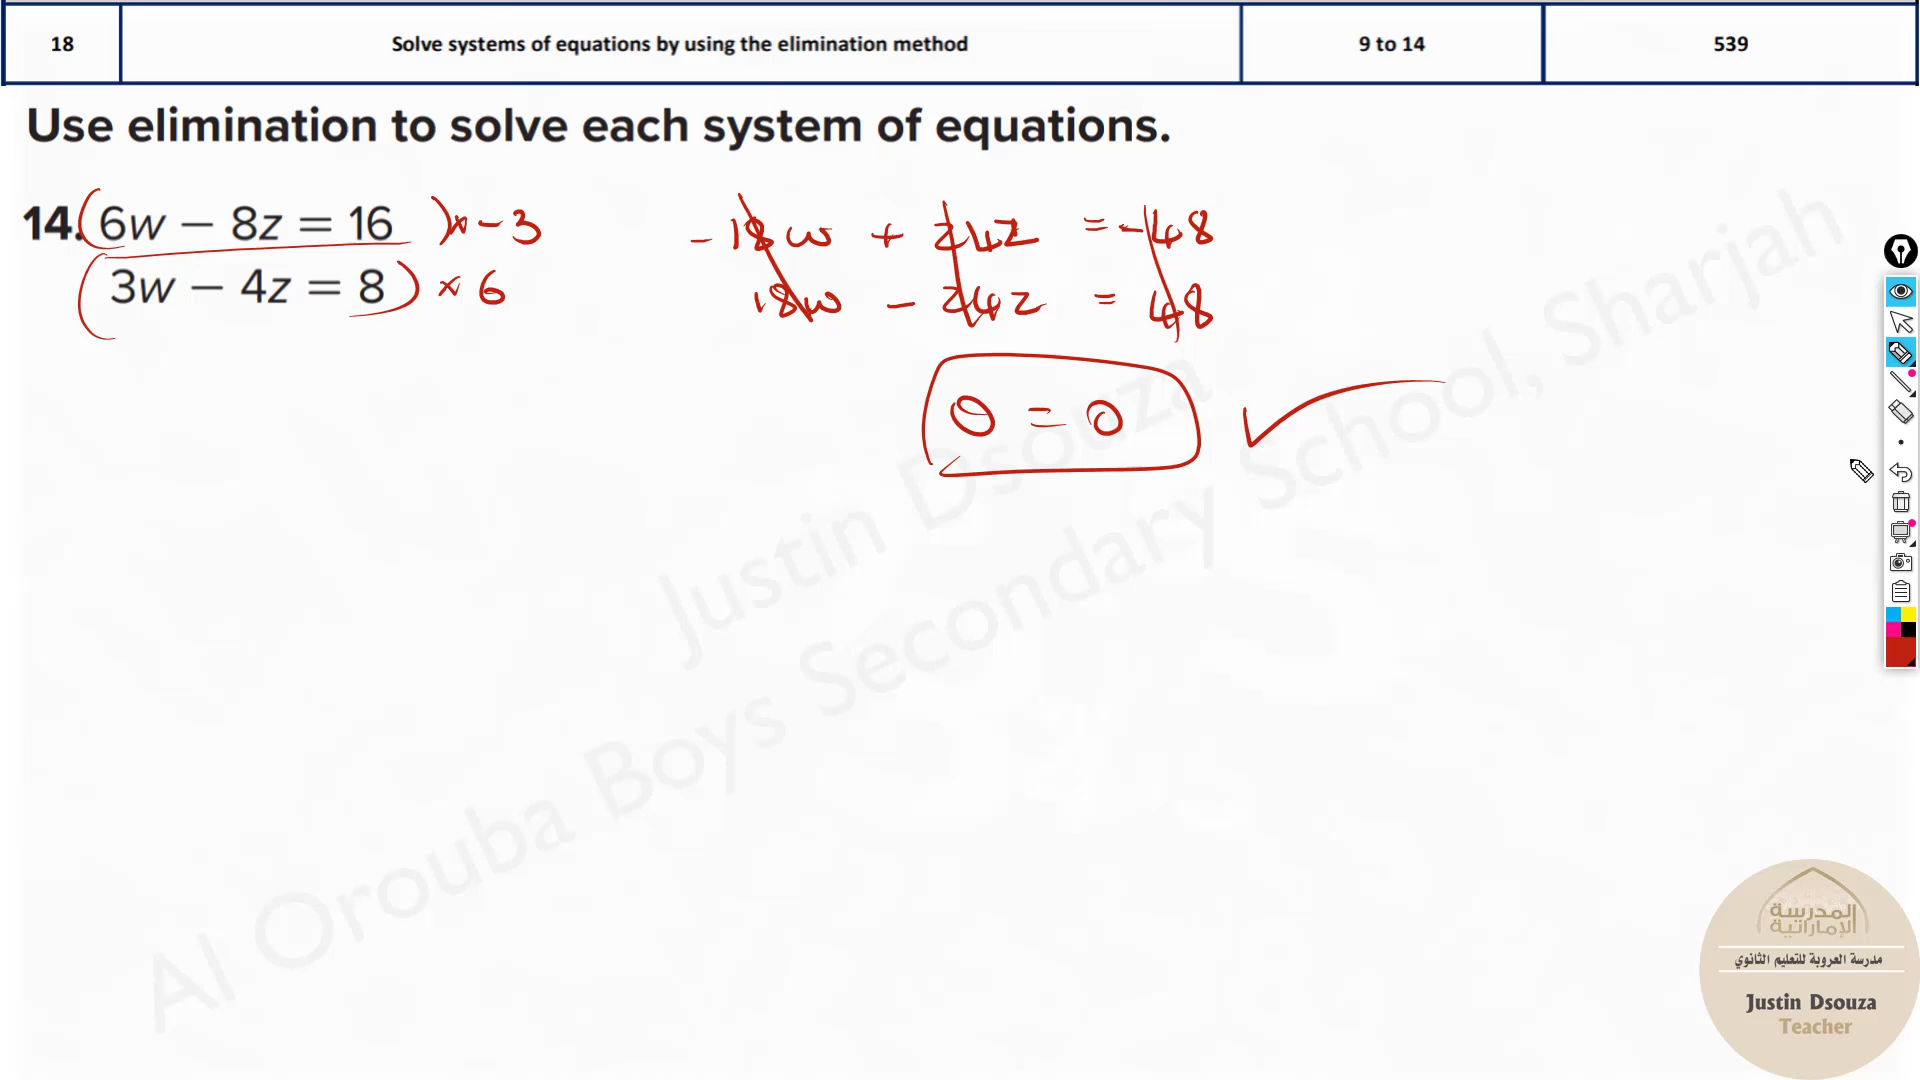 18 Solve systems of equations by using the elimination method 9 to 14 539
Use elimination to solve each system of equations.
14. (6w − 8z = 16) × −3
(3w − 4z = 8) × 6
−18w + 24z = −48
18w − 24z = 48
0 = 0 ✓
Justin Dsouza
Al Orouba Boys Secondary School, Sharjah
المدرسة
الإماراتية
مدرسة العروبة للتعليم الثانوي
Justin Dsouza
Teacher